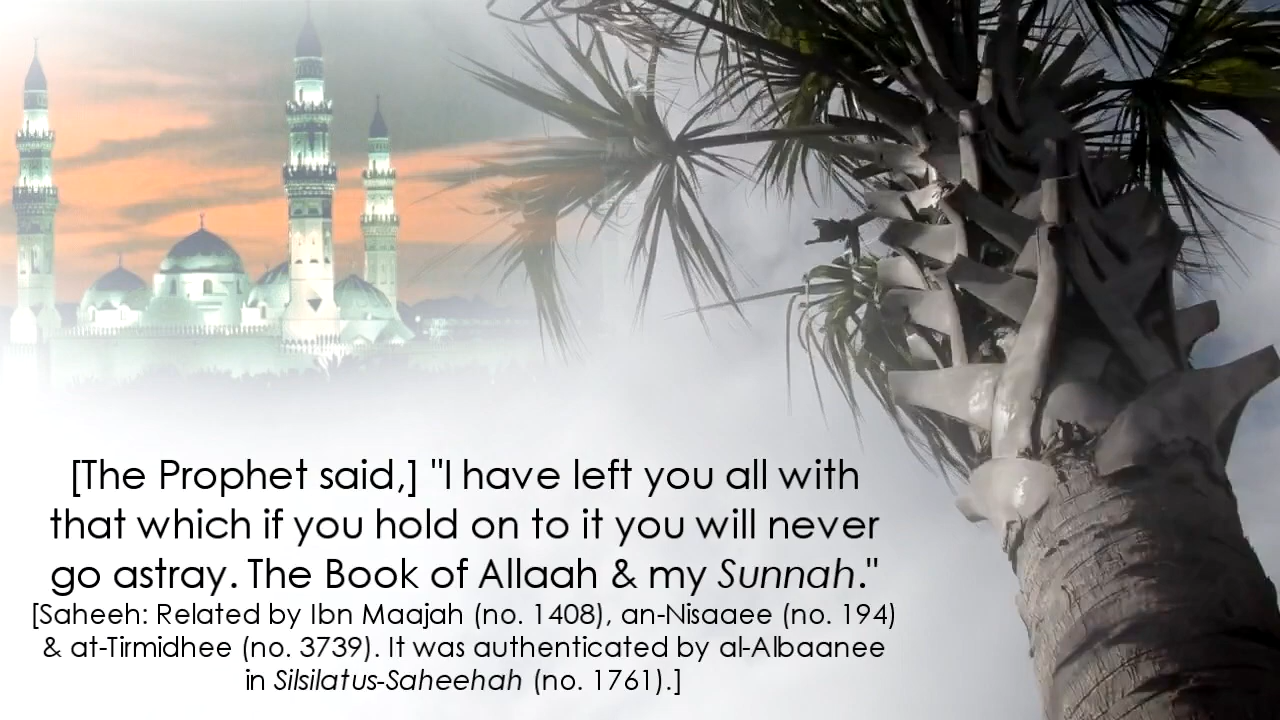 [The Prophet said,] "I have left you all with
that which if you hold on to it you will never
go astray. The Book of Allaah & my Sunnah."
[Saheeh: Related by Ibn Maajah (no. 1408), an-Nisaaee (no. 194)
& at-Tirmidhee (no. 3739). It was authenticated by al-Albaanee
in Silsilatus-Saheehah (no. 1761).]